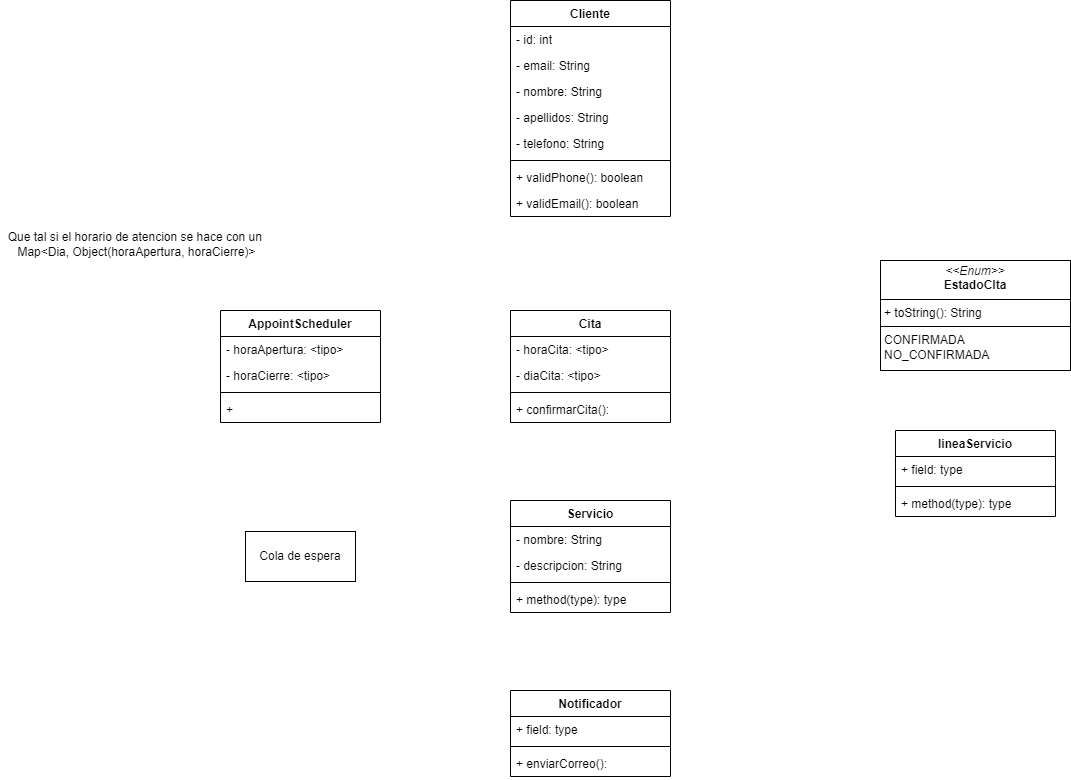 Cliente
- id: int
- email: String
- nombre: String
- apellidos: String
- telefono: String
+ validPhone(): boolean
+ validEmail(): boolean
Que tal si el horario de atencion se hace con un
Map<Dia, Object(horaApertura, horaCierre)>
<<Enum>>
EstadoCIta
+ toString(): String
CONFIRMADA
NO_CONFIRMADA
AppointScheduler
- horaApertura: <tipo>
- horaCierre: <tipo>
+
Cita
- horaCita: <tipo>
- diaCita: <tipo>
+ confirmarCita():
lineaServicio
+ field: type
+ method(type): type
Servicio
- nombre: String
- descripcion: String
+ method(type): type
Cola de espera
Notificador
+ field: type
+ enviarCorreo():